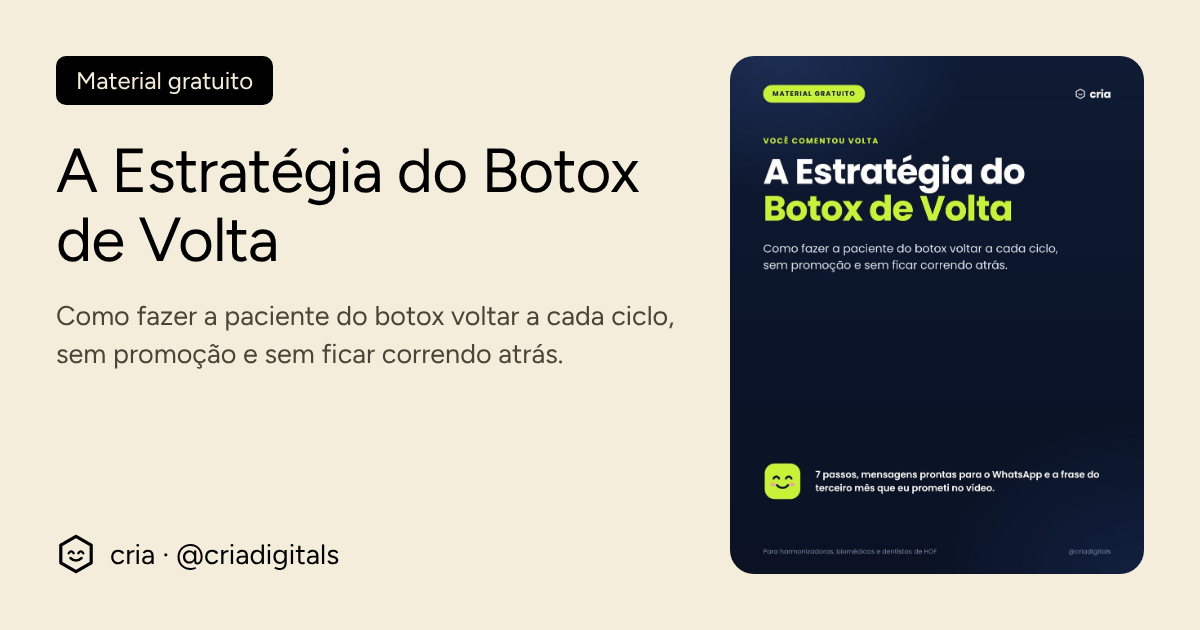 Material gratuito
A Estratégia do Botox
de Volta
Como fazer a paciente do botox voltar a cada ciclo,
sem promoção e sem ficar correndo atrás.
cria · @criadigitals
MATERIAL GRATUITO
cria
VOCÊ COMENTOU VOLTA
A Estratégia do
Botox de Volta
Como fazer a paciente do botox voltar a cada ciclo,
sem promoção e sem ficar correndo atrás.
7 passos, mensagens prontas para o WhatsApp e a frase do
terceiro mês que eu prometi no vídeo.
Para harmonizadoras, biomédicas e dentistas de HOF
@criadigitals